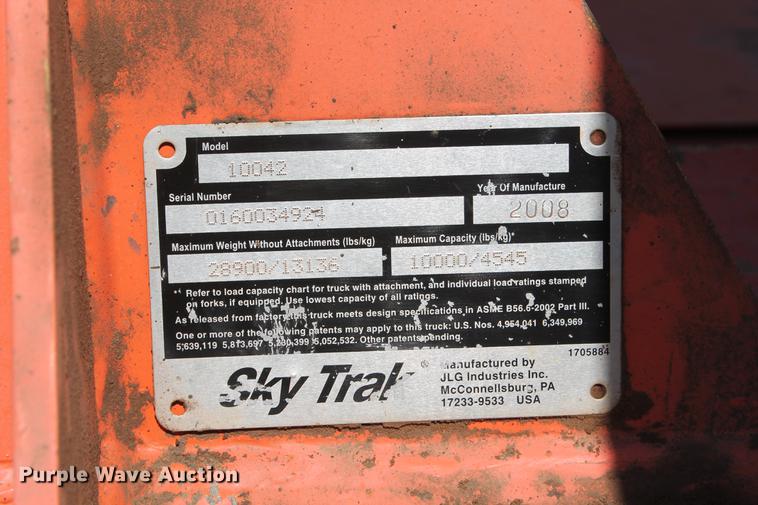 Model
10042
Serial Number
Year Of Manufacture
0160034924
2008
Maximum Weight Without Attachments (lbs/kg)
Maximum Capacity (lbs/kg)*
28900/13136
10000/4545
Refer to load capacity chart for truck with attachment, and individual load ratings stamped
on forks, if equipped. Use lowest capacity of all ratings.
As released from factory this truck meets design specifications in ASME B56.6-2002 Part III.
One or more of the following patents may apply to this truck: U.S. Nos. 4,954,041 6,349,969
5,639,119 5,813,697 5,230,399 5,052,532. Other patents pending.
1705884
Sky Trak
Manufactured by
JLG Industries Inc.
McConnellsburg, PA
17233-9533 USA
Purple Wave Auction